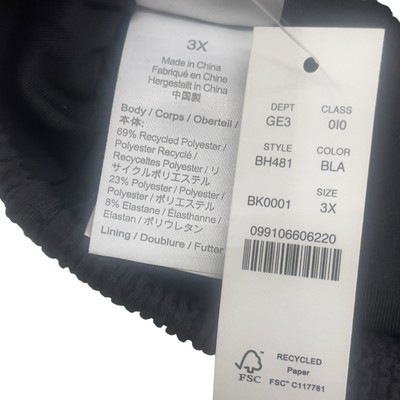 3X
Made in China
Fabriqué en Chine
Hergestellt in China
中国製
Body / Corps / Oberteil /
本体:
69% Recycled Polyester /
Polyester Recyclé /
Recyceltes Polyester / リ
サイクルポリエステル
23% Polyester / Polyester /
Polyester / ポリエステル
8% Elastane / Élasthanne /
Elastan / ポリウレタン
Lining / Doublure / Futter
DEPT CLASS
GE3 0I0
STYLE COLOR
BH481 BLA
SIZE
BK0001 3X
099106606220
FSC
RECYCLED
Paper
FSC™ C117781